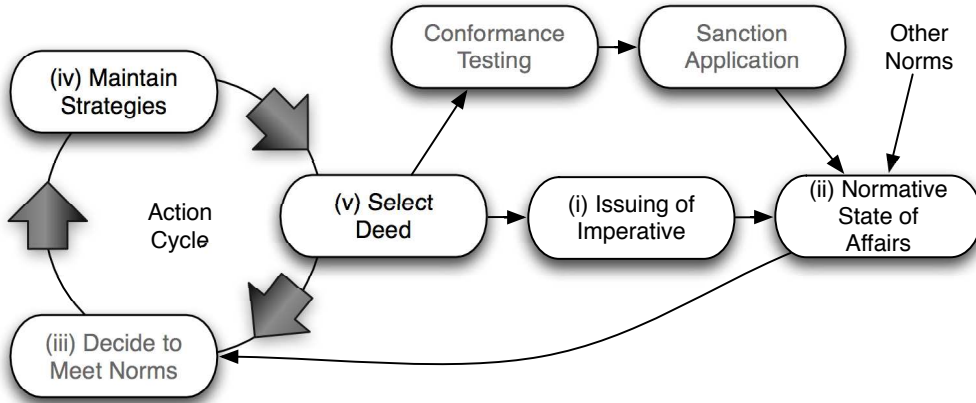 Conformance
Testing
Sanction
Application
Other
Norms
(iv) Maintain
Strategies
Action
Cycle
(v) Select
Deed
(i) Issuing of
Imperative
(ii) Normative
State of
Affairs
(iii) Decide to
Meet Norms